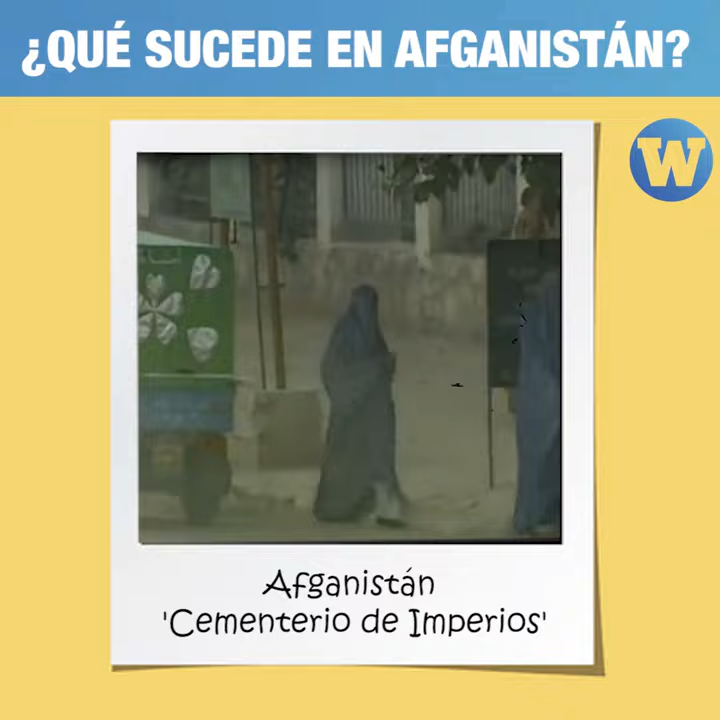 ¿QUÉ SUCEDE EN AFGANISTÁN?
W
Afganistán
'Cementerio de Imperios'